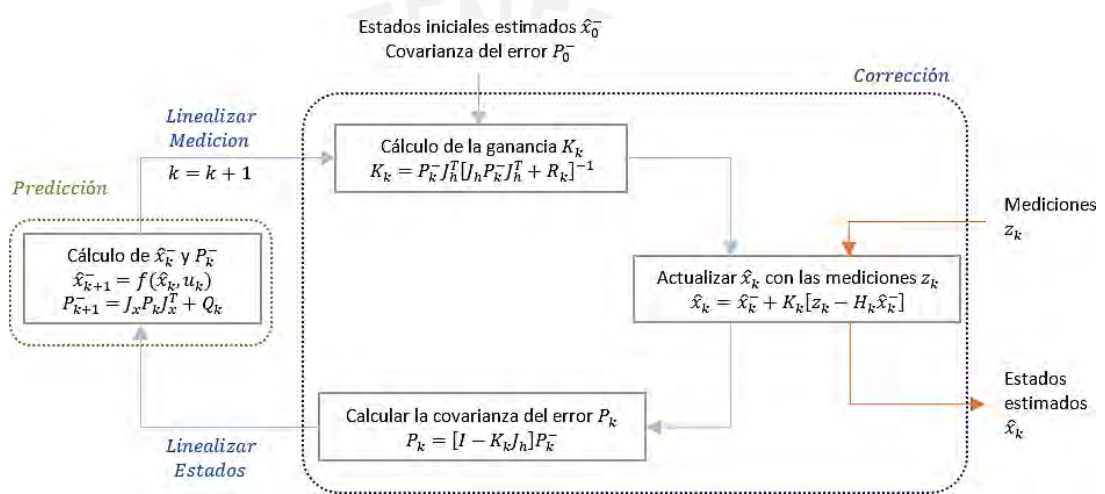 TENE
Estados iniciales estimados x̂₀⁻
Covarianza del error P₀⁻
Corrección
Linealizar
Medicion
k = k + 1
Cálculo de la ganancia Kₖ
Kₖ = Pₖ⁻Jₕᵀ[JₕPₖ⁻Jₕᵀ + Rₖ]⁻¹
Predicción
Cálculo de x̂ₖ⁻ y Pₖ⁻
x̂ₖ₊₁⁻ = f(x̂ₖ, uₖ)
Pₖ₊₁⁻ = JₓPₖJₓᵀ + Qₖ
Mediciones
zₖ
Actualizar x̂ₖ con las mediciones zₖ
x̂ₖ = x̂ₖ⁻ + Kₖ[zₖ − Hₖx̂ₖ⁻]
Estados
estimados
x̂ₖ
Calcular la covarianza del error Pₖ
Pₖ = [I − KₖJₕ]Pₖ⁻
Linealizar
Estados